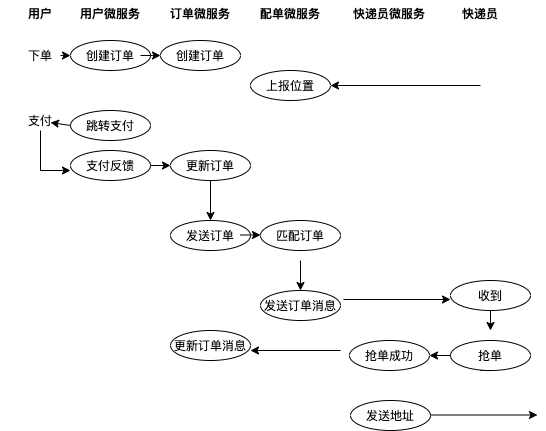 用户 用户微服务 订单微服务 配单微服务 快递员微服务 快递员
下单 创建订单 创建订单
上报位置
支付 跳转支付
支付反馈 更新订单
发送订单 匹配订单
发送订单消息 收到
更新订单消息 抢单成功 抢单
发送地址